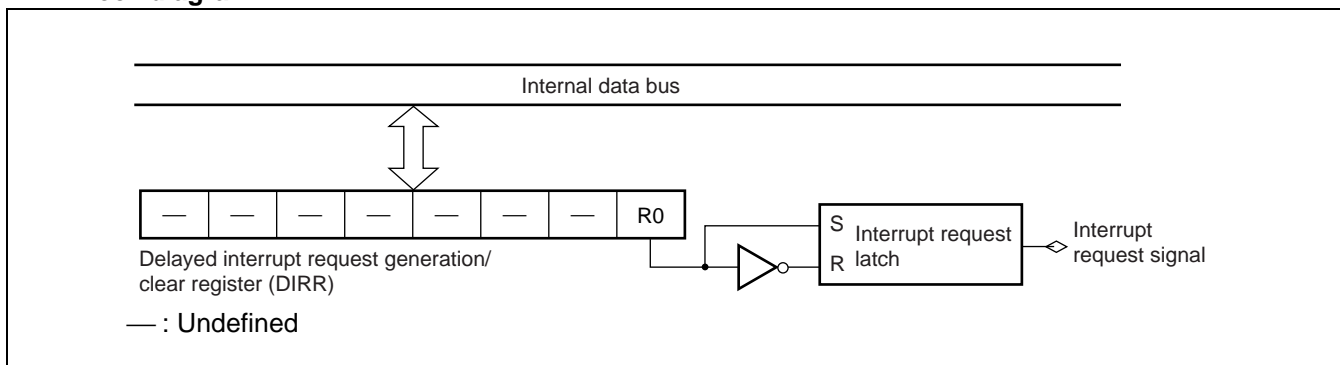 Internal data bus
— — — — — — — R0
S
Interrupt request
latch
R
Interrupt
request signal
Delayed interrupt request generation/
clear register (DIRR)
— : Undefined